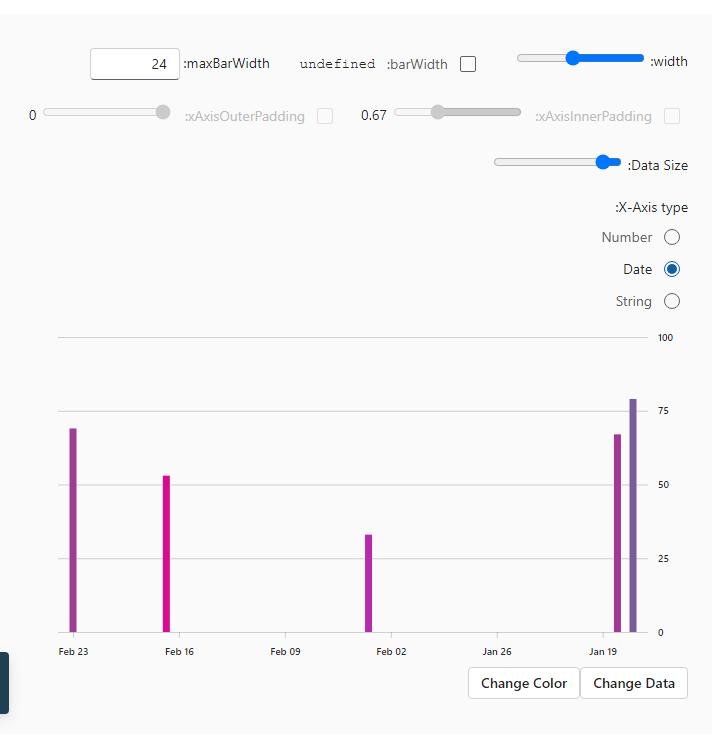 width:
barWidth: undefined
maxBarWidth: 24
xAxisInnerPadding: 0.67
xAxisOuterPadding: 0
Data Size:
X-Axis type:
Number
Date
String
100
75
50
25
0
Feb 23 Feb 16 Feb 09 Feb 02 Jan 26 Jan 19
Change Color Change Data